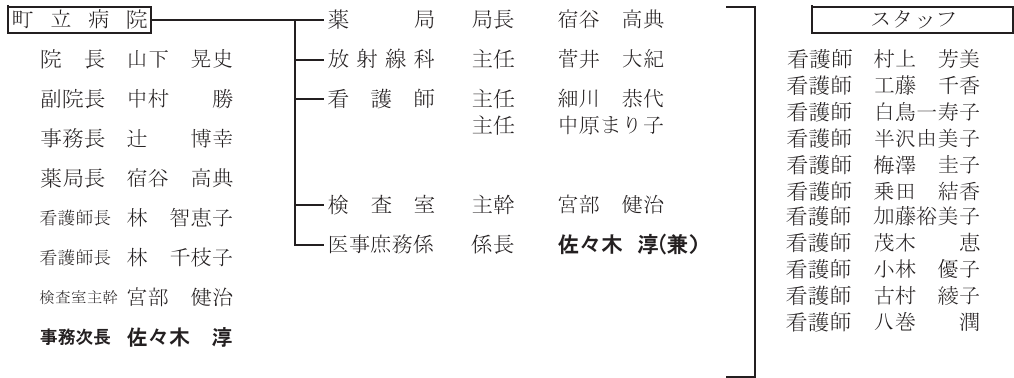 町立病院
院長 山下 晃史
副院長 中村 勝
事務長 辻 博幸
薬局長 宿谷 高典
看護師長 林 智恵子
看護師長 林 千枝子
検査室主幹 宮部 健治
事務次長 佐々木 淳
薬局 局長 宿谷 高典
放射線科 主任 菅井 大紀
看護師 主任 細川 恭代
主任 中原まり子
検査室 主幹 宮部 健治
医事庶務係 係長 佐々木 淳(兼)
スタッフ
看護師 村上 芳美
看護師 工藤 千香
看護師 白鳥一寿子
看護師 半沢由美子
看護師 梅澤 圭子
看護師 乗田 結香
看護師 加藤裕美子
看護師 茂木 恵
看護師 小林 優子
看護師 古村 綾子
看護師 八巻 潤